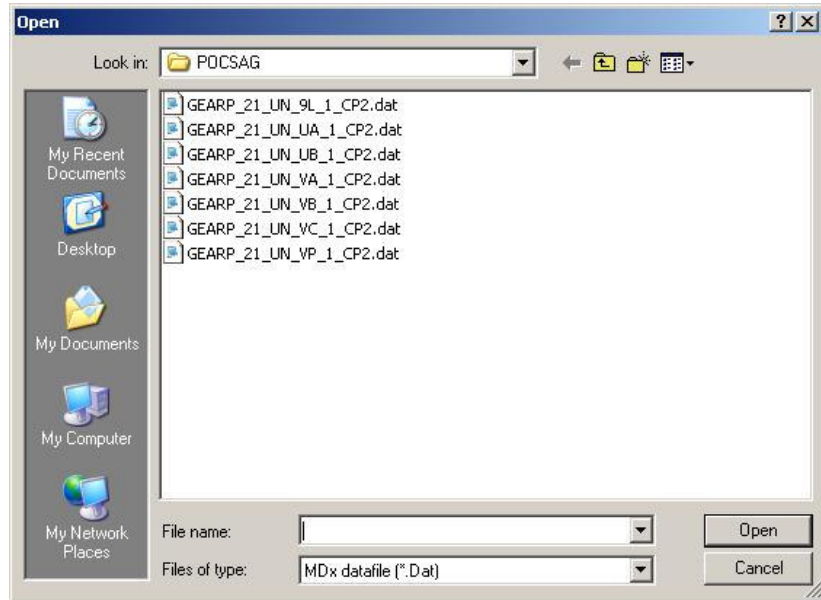 Open
Look in: POCSAG
GEARP_21_UN_9L_1_CP2.dat
GEARP_21_UN_UA_1_CP2.dat
GEARP_21_UN_UB_1_CP2.dat
GEARP_21_UN_VA_1_CP2.dat
GEARP_21_UN_VB_1_CP2.dat
GEARP_21_UN_VC_1_CP2.dat
GEARP_21_UN_VP_1_CP2.dat
My Recent
Documents
Desktop
My Documents
My Computer
My Network
Places
File name:
Open
Files of type: MDx datafile (*.Dat)
Cancel